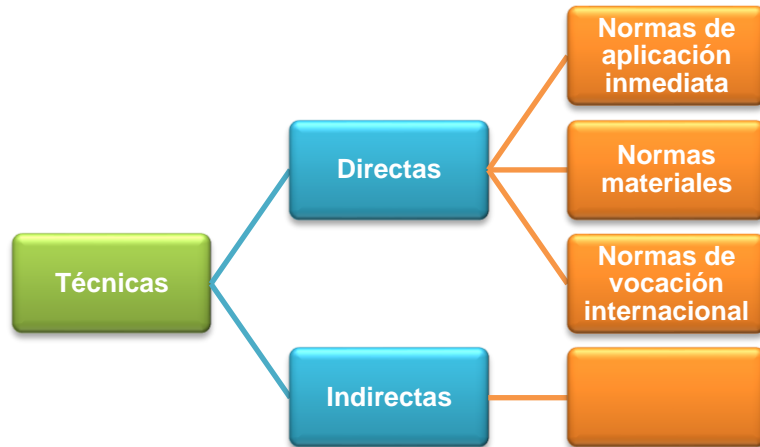 Técnicas
Directas
Normas de
aplicación
inmediata
Normas
materiales
Normas de
vocación
internacional
Indirectas